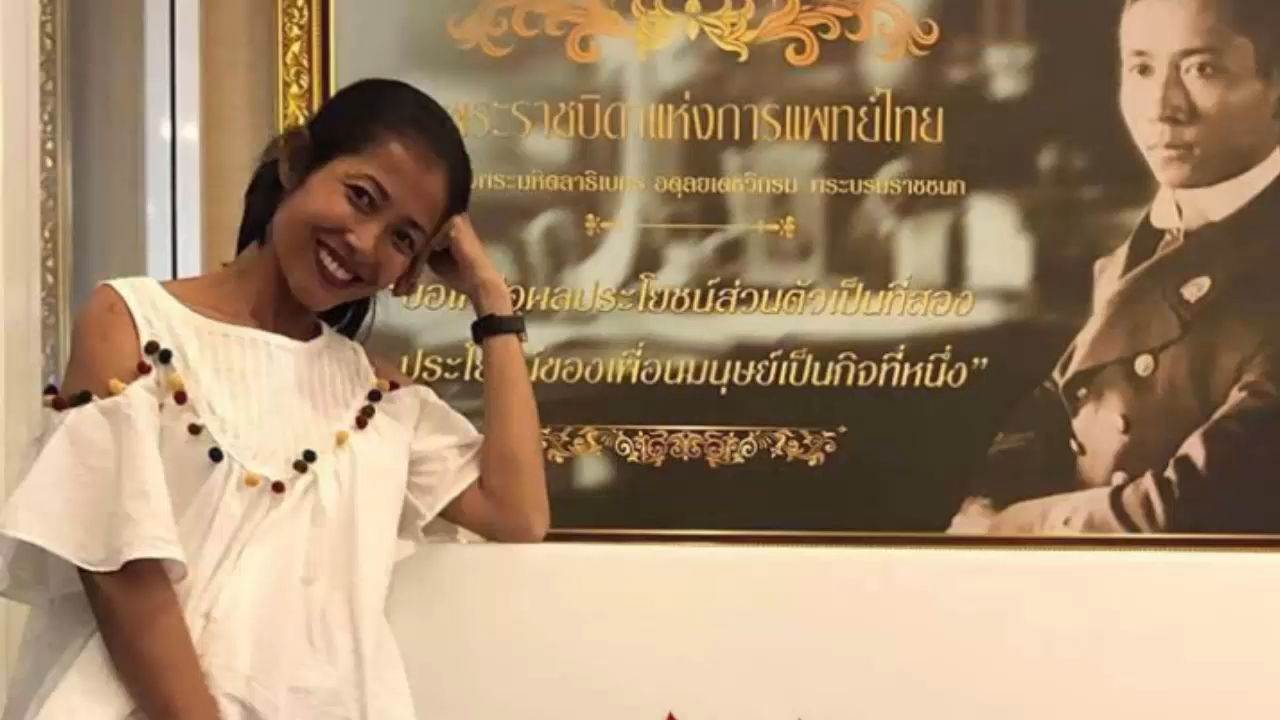 พระราชบิดาแห่งการแพทย์ไทย
อดุลยเดชวิกรม พระบรมราชชนก
ผลประโยชน์ส่วนตัวเป็นที่สอง
ของเพื่อนมนุษย์เป็นกิจที่หนึ่ง”